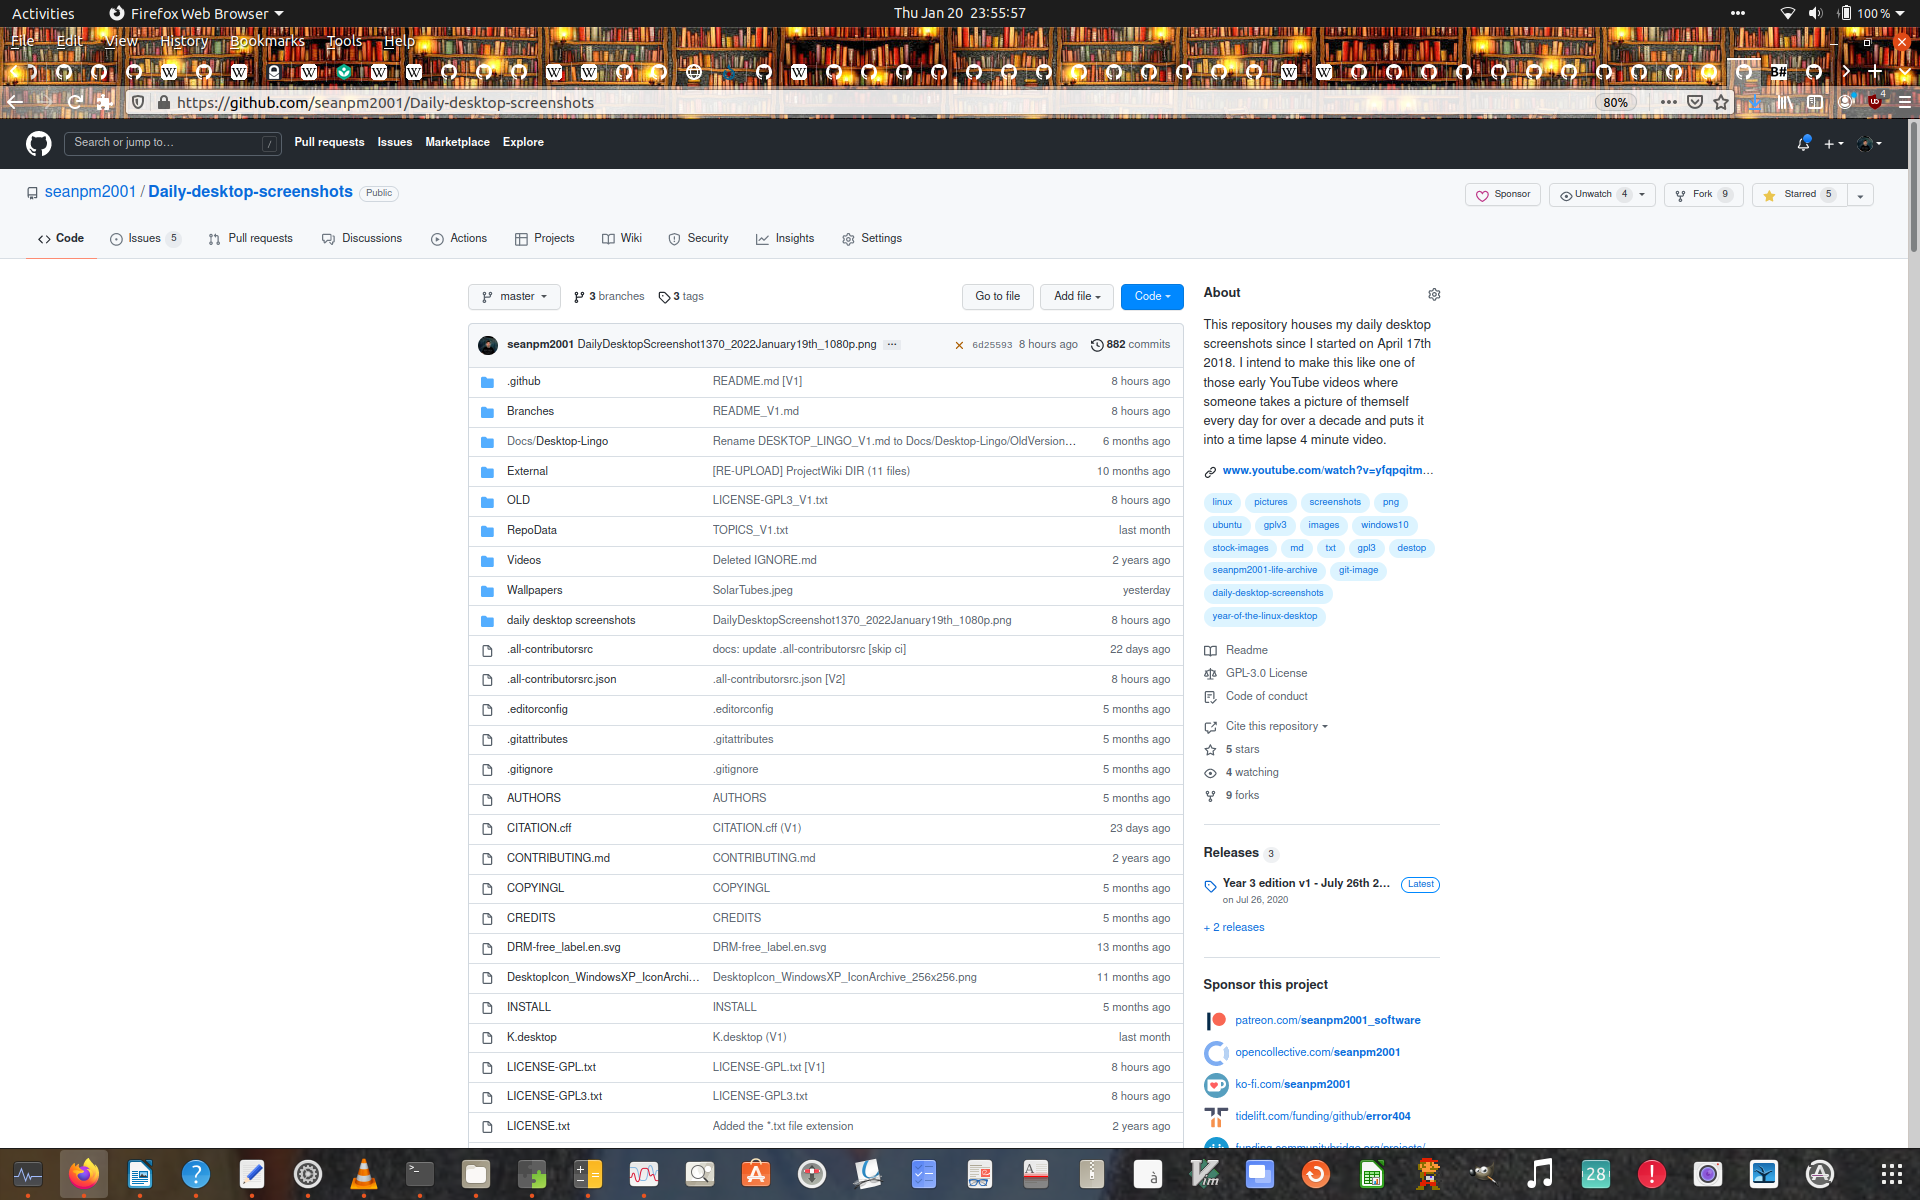 Activities Firefox Web Browser Thu Jan 20 23:55:57 100 %
File Edit View History Bookmarks Tools Help
https://github.com/seanpm2001/Daily-desktop-screenshots 80%
Search or jump to… / Pull requests Issues Marketplace Explore
seanpm2001 / Daily-desktop-screenshots Public Sponsor Unwatch 4 Fork 9 Starred 5
Code Issues 5 Pull requests Discussions Actions Projects Wiki Security Insights Settings
master 3 branches 3 tags Go to file Add file Code
seanpm2001 DailyDesktopScreenshot1370_2022January19th_1080p.png ... 6d25593 8 hours ago 882 commits
.github README.md [V1] 8 hours ago
Branches README_V1.md 8 hours ago
Docs/Desktop-Lingo Rename DESKTOP_LINGO_V1.md to Docs/Desktop-Lingo/OldVersion… 6 months ago
External [RE-UPLOAD] ProjectWiki DIR (11 files) 10 months ago
OLD LICENSE-GPL3_V1.txt 8 hours ago
RepoData TOPICS_V1.txt last month
Videos Deleted IGNORE.md 2 years ago
Wallpapers SolarTubes.jpeg yesterday
daily desktop screenshots DailyDesktopScreenshot1370_2022January19th_1080p.png 8 hours ago
.all-contributorsrc docs: update .all-contributorsrc [skip ci] 22 days ago
.all-contributorsrc.json .all-contributorsrc.json [V2] 8 hours ago
.editorconfig .editorconfig 5 months ago
.gitattributes .gitattributes 5 months ago
.gitignore .gitignore 5 months ago
AUTHORS AUTHORS 5 months ago
CITATION.cff CITATION.cff (V1) 23 days ago
CONTRIBUTING.md CONTRIBUTING.md 2 years ago
COPYINGL COPYINGL 5 months ago
CREDITS CREDITS 5 months ago
DRM-free_label.en.svg DRM-free_label.en.svg 13 months ago
DesktopIcon_WindowsXP_IconArchi… DesktopIcon_WindowsXP_IconArchive_256x256.png 11 months ago
INSTALL INSTALL 5 months ago
K.desktop K.desktop (V1) last month
LICENSE-GPL.txt LICENSE-GPL.txt [V1] 8 hours ago
LICENSE-GPL3.txt LICENSE-GPL3.txt 8 hours ago
LICENSE.txt Added the *.txt file extension 2 years ago
About
This repository houses my daily desktop
screenshots since I started on April 17th
2018. I intend to make this like one of
those early YouTube videos where
someone takes a picture of themself
every day for over a decade and puts it
into a time lapse 4 minute video.
www.youtube.com/watch?v=yfqpqitm…
linux pictures screenshots png
ubuntu gplv3 images windows10
stock-images md txt gpl3 destop
seanpm2001-life-archive git-image
daily-desktop-screenshots
year-of-the-linux-desktop
Readme
GPL-3.0 License
Code of conduct
Cite this repository
5 stars
4 watching
9 forks
Releases 3
Year 3 edition v1 - July 26th 2… Latest
on Jul 26, 2020
+ 2 releases
Sponsor this project
patreon.com/seanpm2001_software
opencollective.com/seanpm2001
ko-fi.com/seanpm2001
tidelift.com/funding/github/error404
funding.communitybridge.org/projects/
28